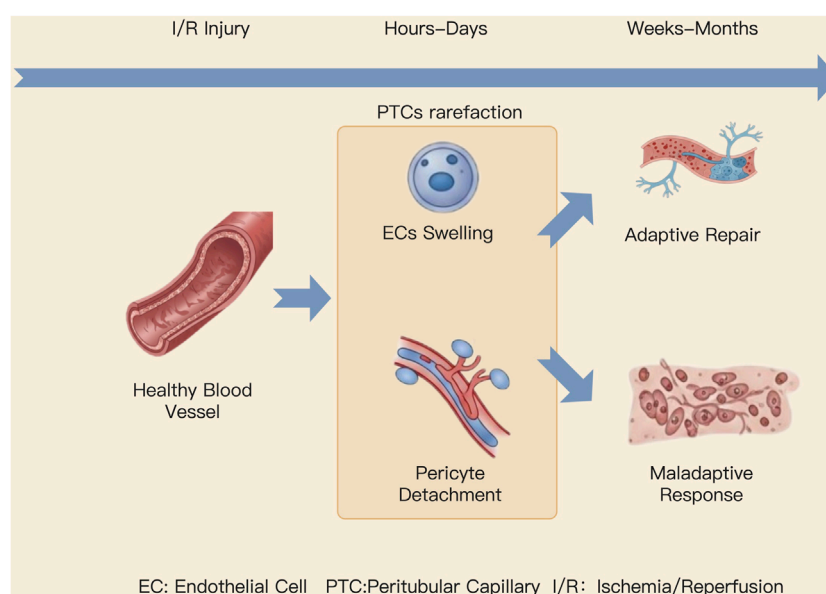 I/R Injury
Hours–Days
Weeks–Months
PTCs rarefaction
ECs Swelling
Adaptive Repair
Healthy Blood
Vessel
Pericyte
Detachment
Maladaptive
Response
EC: Endothelial Cell PTC:Peritubular Capillary I/R: Ischemia/Reperfusion